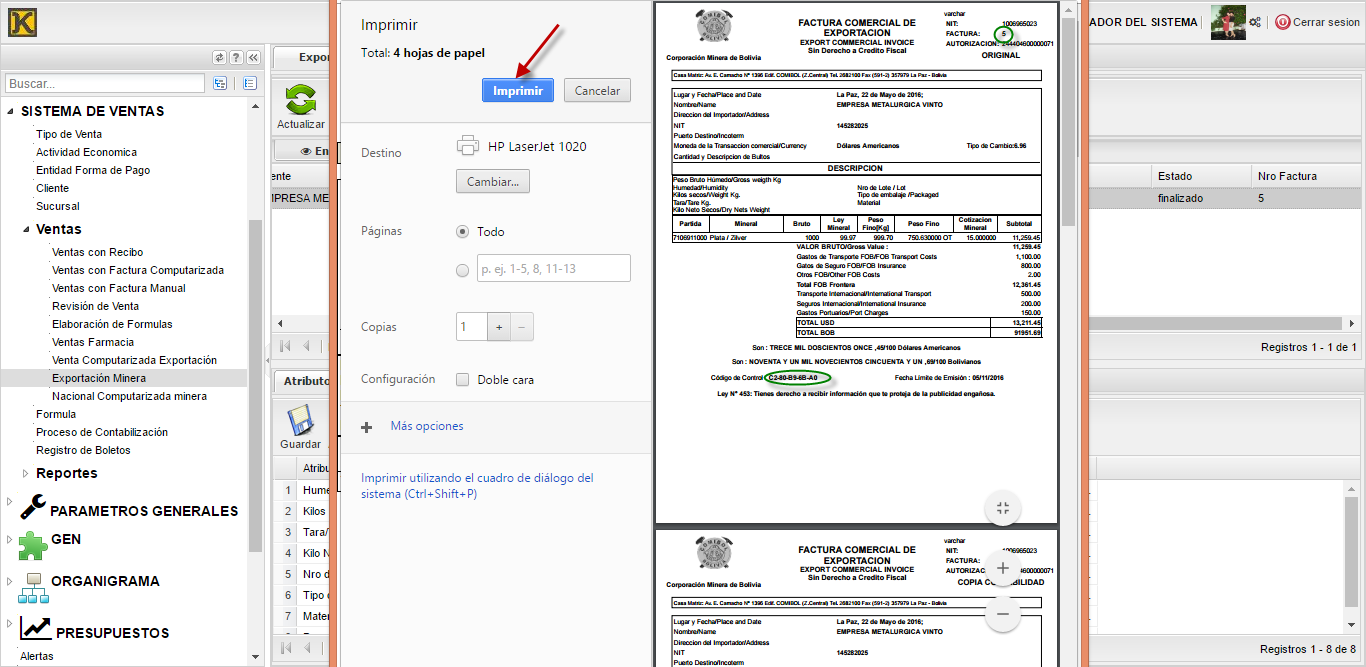 Buscar...
SISTEMA DE VENTAS
Tipo de Venta
Actividad Economica
Entidad Forma de Pago
Cliente
Sucursal
Ventas
Ventas con Recibo
Ventas con Factura Computarizada
Ventas con Factura Manual
Revisión de Venta
Elaboración de Formulas
Ventas Farmacia
Venta Computarizada Exportación
Exportación Minera
Nacional Computarizada minera
Formula
Proceso de Contabilización
Registro de Boletos
Reportes
PARAMETROS GENERALES
GEN
ORGANIGRAMA
PRESUPUESTOS
Alertas
Expor
Actualizar
En
ente
MPRESA ME
Atributo
Guardar
Atribu
1 Hume
2 Kilos
3 Tara/
4 Kilo N
5 Nro d
6 Tipo d
7 Mater
Imprimir
Total: 4 hojas de papel
Imprimir Cancelar
Destino HP LaserJet 1020
Cambiar...
Páginas Todo
p. ej. 1-5, 8, 11-13
Copias 1 + −
Configuración Doble cara
+ Más opciones
Imprimir utilizando el cuadro de diálogo del
sistema (Ctrl+Shift+P)
COMIBOL
BOLIVIA
Corporación Minera de Bolivia
FACTURA COMERCIAL DE
EXPORTACION
EXPORT COMMERCIAL INVOICE
Sin Derecho a Credito Fiscal
varchar
NIT: 1006965023
FACTURA: 5
AUTORIZACION: 244404600000071
ORIGINAL
Casa Matriz: Av. E. Camacho Nº 1396 Edif. COMIBOL (Z.Central) Tel. 2682100 Fax (591-2) 357979 La Paz - Bolivia
Lugar y Fecha/Place and Date La Paz, 22 de Mayo de 2016;
Nombre/Name EMPRESA METALURGICA VINTO
Direccion del Importador/Address
NIT 145282025
Puerto Destino/Incoterm
Moneda de la Transaccion comercial/Currency Dólares Americanos Tipo de Cambio:6.96
Cantidad y Descripcion de Bultos
DESCRIPCION
Peso Bruto Húmedo/Gross weigth Kg
Humedad/Humidity Nro de Lote / Lot
Kilos secos/Weight Kg. Tipo de embalaje /Packaged
Tara/Tare Kg. Material
Kilo Neto Secos/Dry Nets Weight
Partida Mineral Bruto Ley Mineral Peso Fino[Kg] Peso Fino Cotizacion Mineral Subtotal
7106911000 Plata / Zilver 1000 99.97 999.70 750.630000 OT 15.000000 11,259.45
VALOR BRUTO/Gross Value : 11,259.45
Gastos de Transporte FOB/FOB Transport Costs 1,100.00
Gatos de Seguro FOB/FOB Insurance 800.00
Otros FOB/Other FOB Costs 2.00
Total FOB Frontera 12,361.45
Transporte Internacional/International Transport 500.00
Seguros Internacional/International Insurance 200.00
Gastos Portuarios/Port Charges 150.00
TOTAL USD 13,211.45
TOTAL BOB 91951.69
Son : TRECE MIL DOSCIENTOS ONCE ,45/100 Dólares Americanos
Son : NOVENTA Y UN MIL NOVECIENTOS CINCUENTA Y UN ,69/100 Bolivianos
Código de Control C2-80-B9-6B-A0 Fecha Límite de Emisión : 05/11/2016
Ley Nº 453: Tienes derecho a recibir información que te proteja de la publicidad engañosa.
COMIBOL
BOLIVIA
Corporación Minera de Bolivia
FACTURA COMERCIAL DE
EXPORTACION
EXPORT COMMERCIAL INVOICE
Sin Derecho a Credito Fiscal
varchar
NIT: 1006965023
FACTURA:
AUTORIZAC 4600000071
COPIA CO BILIDAD
Casa Matriz: Av. E. Camacho Nº 1396 Edif. COMIBOL (Z.Central) Tel. 2682100 Fax (591-2) 357979 La Paz - Bolivia
Lugar y Fecha/Place and Date La Paz, 22 de Mayo de 2016;
Nombre/Name EMPRESA METALURGICA VINTO
Direccion del Importador/Address
NIT 145282025
Puerto Destino/Incoterm
ADOR DEL SISTEMA Cerrar sesion
Estado Nro Factura
finalizado 5
Registros 1 - 1 de 1
Registros 1 - 8 de 8